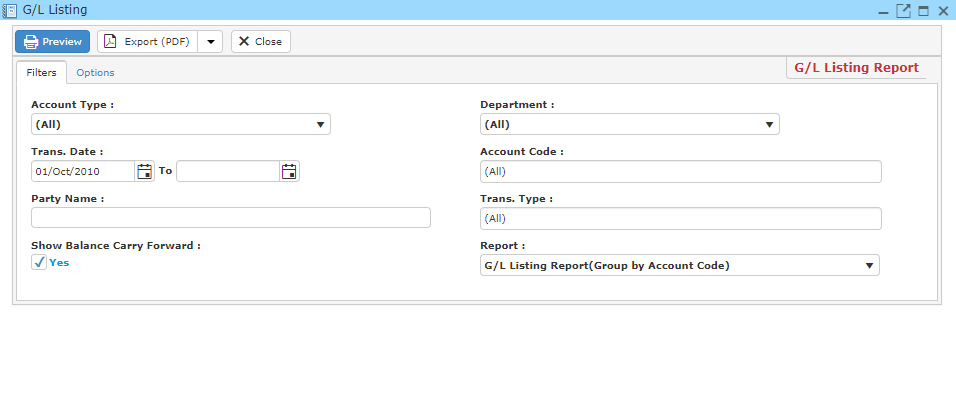 G/L Listing
Preview Export (PDF) Close
Filters Options G/L Listing Report
Account Type : Department :
(All) (All)
Trans. Date : Account Code :
01/Oct/2010 To (All)
Party Name : Trans. Type :
(All)
Show Balance Carry Forward : Report :
Yes G/L Listing Report(Group by Account Code)